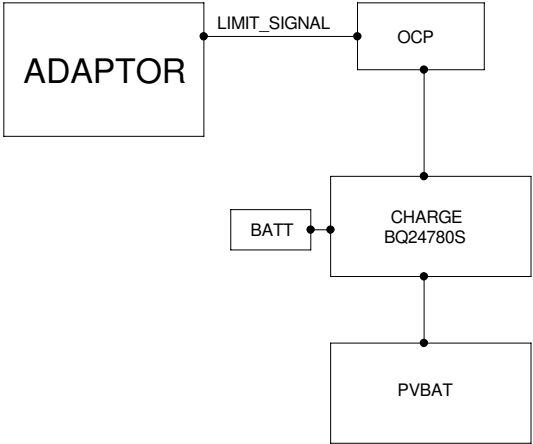 LIMIT_SIGNAL
OCP
ADAPTOR
CHARGE
BQ24780S
BATT
PVBAT